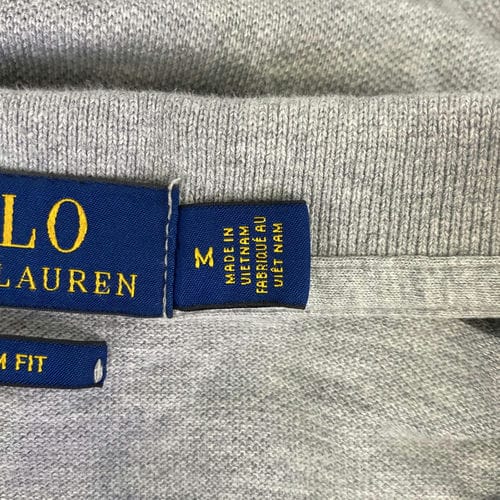 LO
LAUREN
M
MADE IN
VIETNAM
FABRIQUÉ AU
VIÊT NAM
M FIT